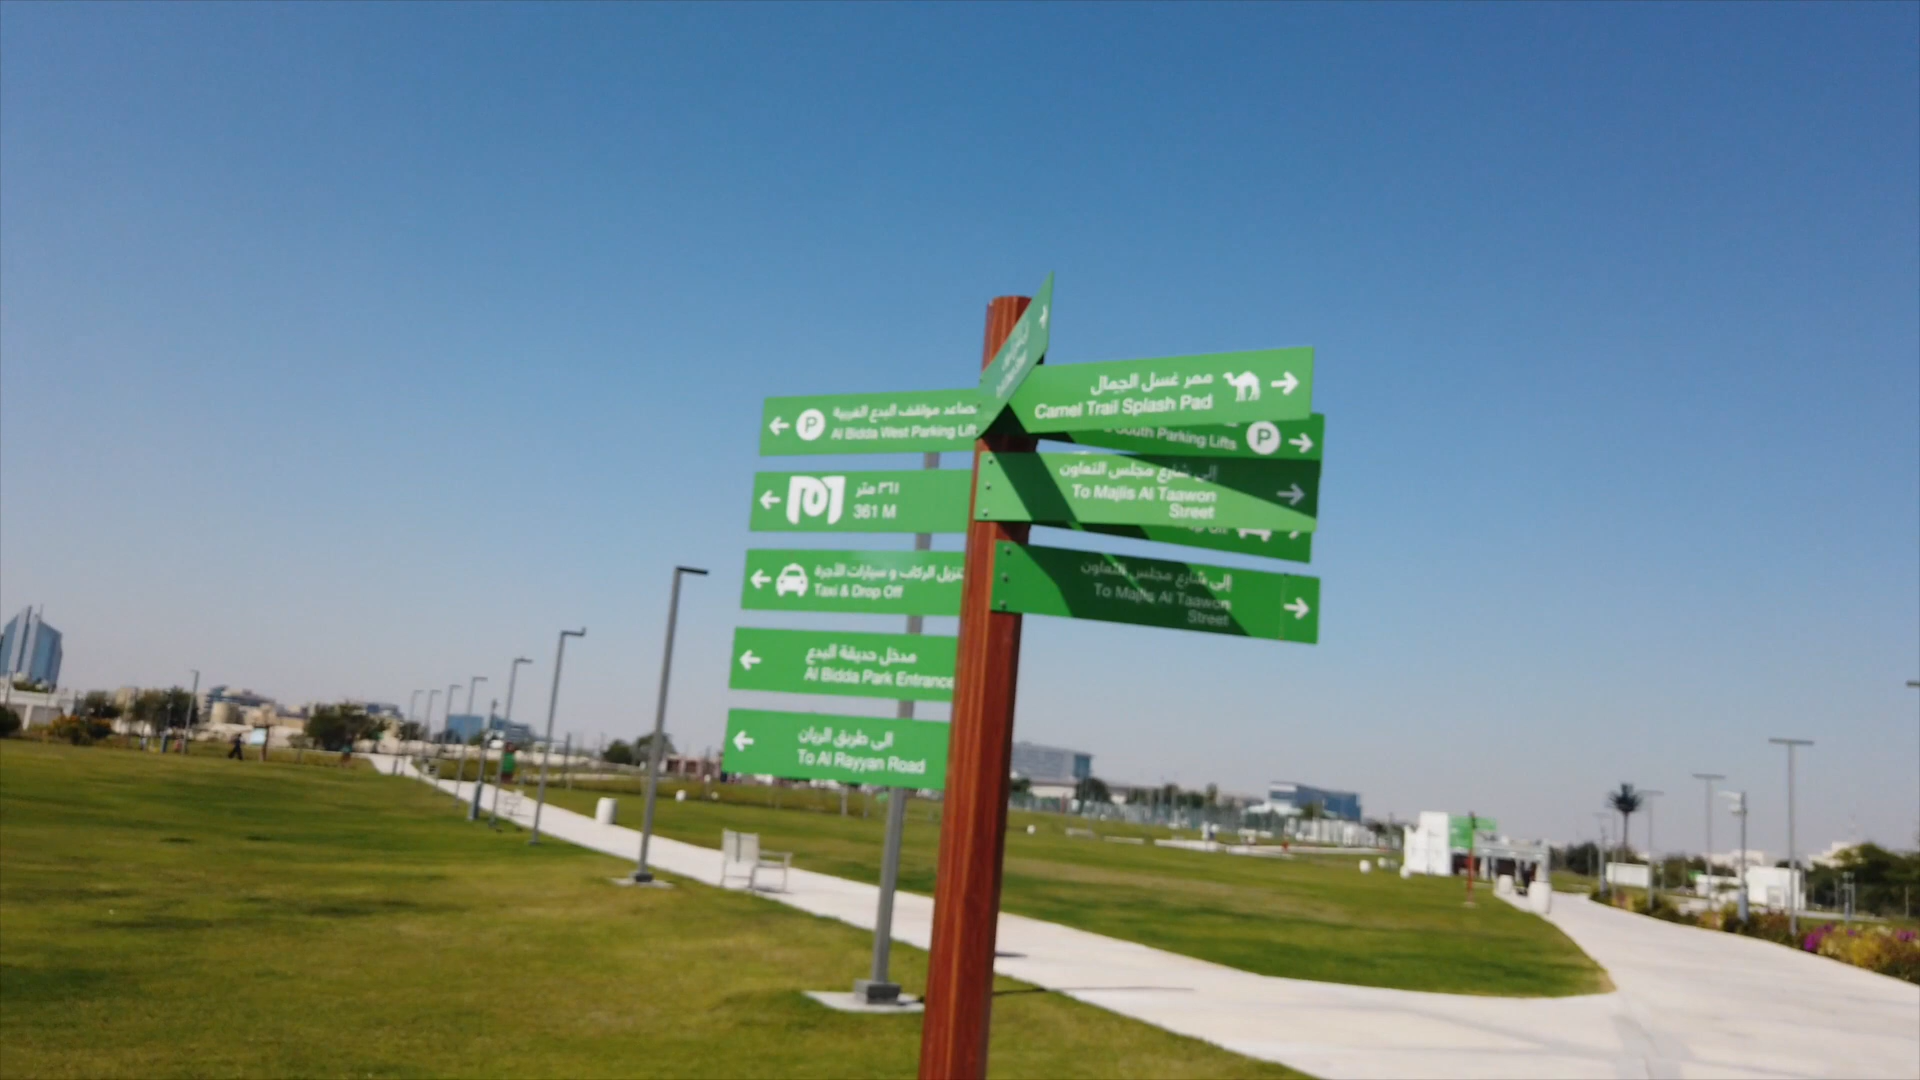 ممر غسل الجمال
Camel Trail Splash Pad
مواقف البدع الغربية
P
Al Bidda West Parking Lift
South Parking Lifts
P
إلى شارع مجلس التعاون
To Majlis Al Taawon
Street
٣٦١ متر
361 M
إلى شارع مجلس التعاون
To Majlis Al Taawon
Street
تنزيل الركاب و سيارات الأجرة
Taxi & Drop Off
مدخل حديقة البدع
Al Bidda Park Entrance
الى طريق الريان
To Al Rayyan Road